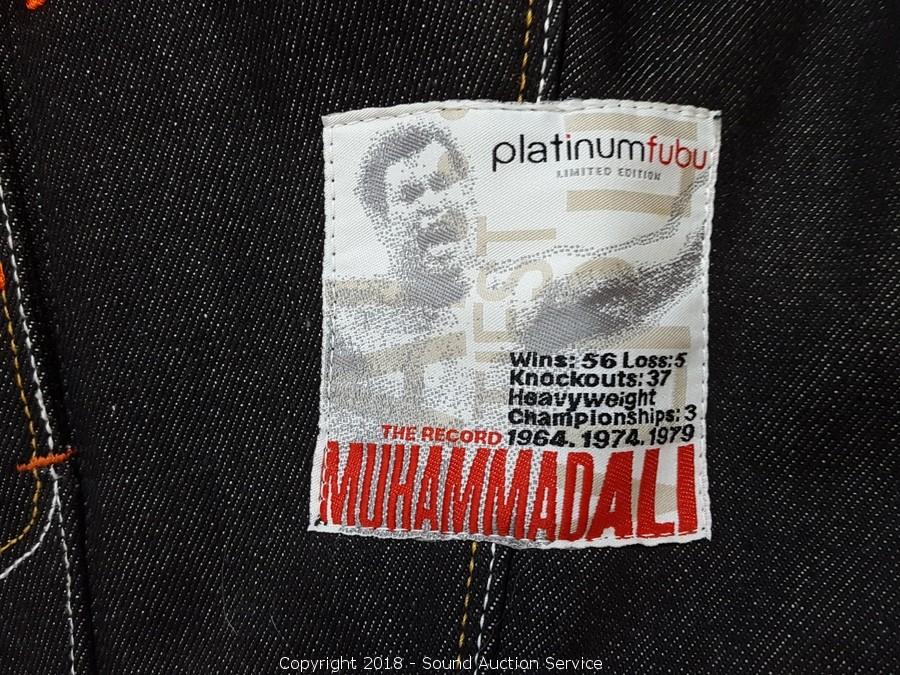 platinumfubu
LIMITED EDITION
Wins: 56 Loss: 5
Knockouts: 37
Heavyweight
Championships: 3
THE RECORD 1964. 1974. 1979
MUHAMMADALI
Copyright 2018 - Sound Auction Service